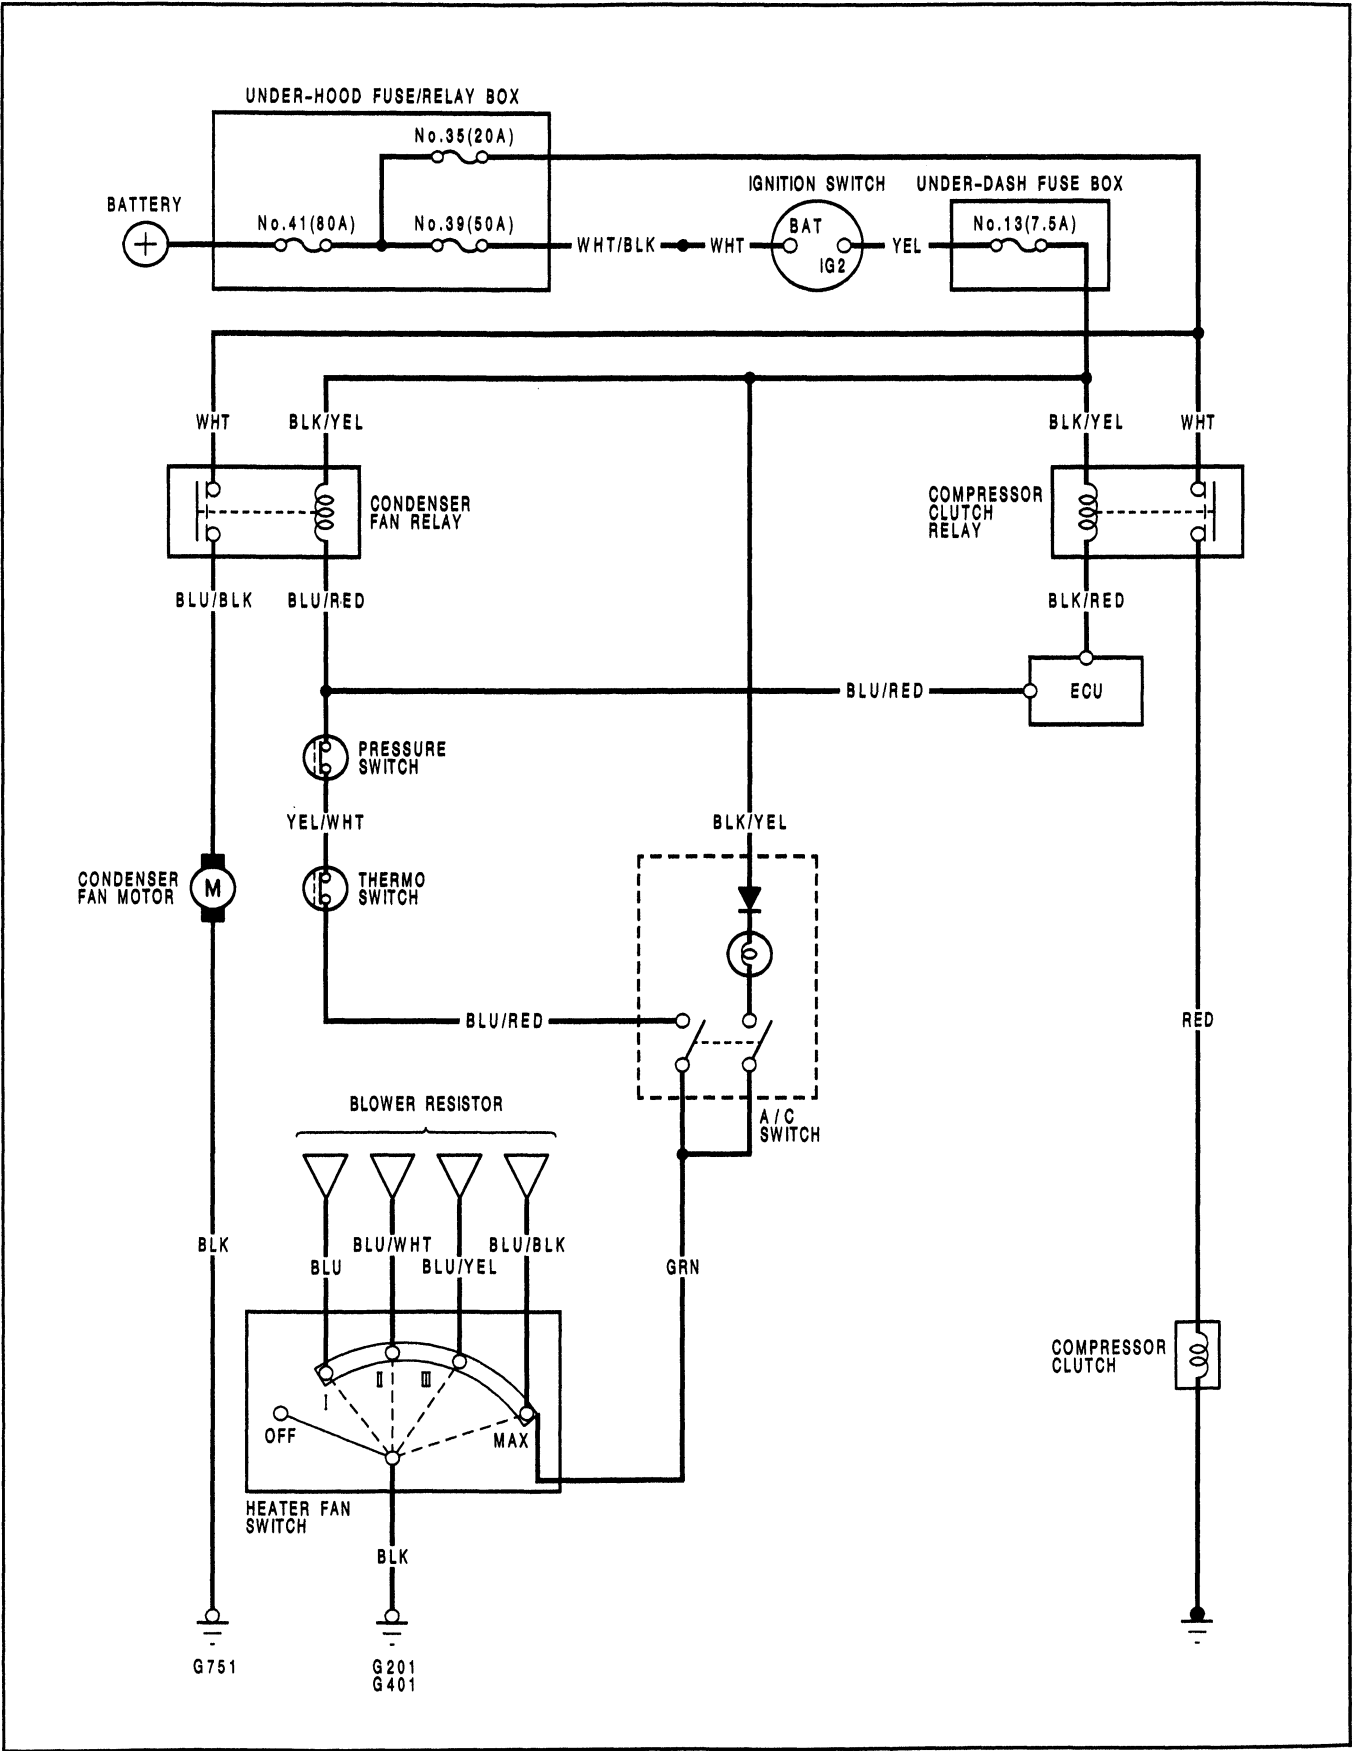 UNDER-HOOD FUSE/RELAY BOX
No.35(20A)
IGNITION SWITCH
UNDER-DASH FUSE BOX
BATTERY
+
No.41(80A)
No.39(50A)
WHT/BLK
WHT
BAT
IG2
YEL
No.13(7.5A)
WHT
BLK/YEL
BLK/YEL
WHT
CONDENSER
FAN RELAY
COMPRESSOR
CLUTCH
RELAY
BLU/BLK
BLU/RED
BLK/RED
BLU/RED
ECU
PRESSURE
SWITCH
YEL/WHT
BLK/YEL
CONDENSER
FAN MOTOR
M
THERMO
SWITCH
BLU/RED
RED
BLOWER RESISTOR
A/C
SWITCH
BLK
BLU
BLU/WHT
BLU/YEL
BLU/BLK
GRN
COMPRESSOR
CLUTCH
I
II
III
OFF
MAX
HEATER FAN
SWITCH
BLK
G751
G201
G401